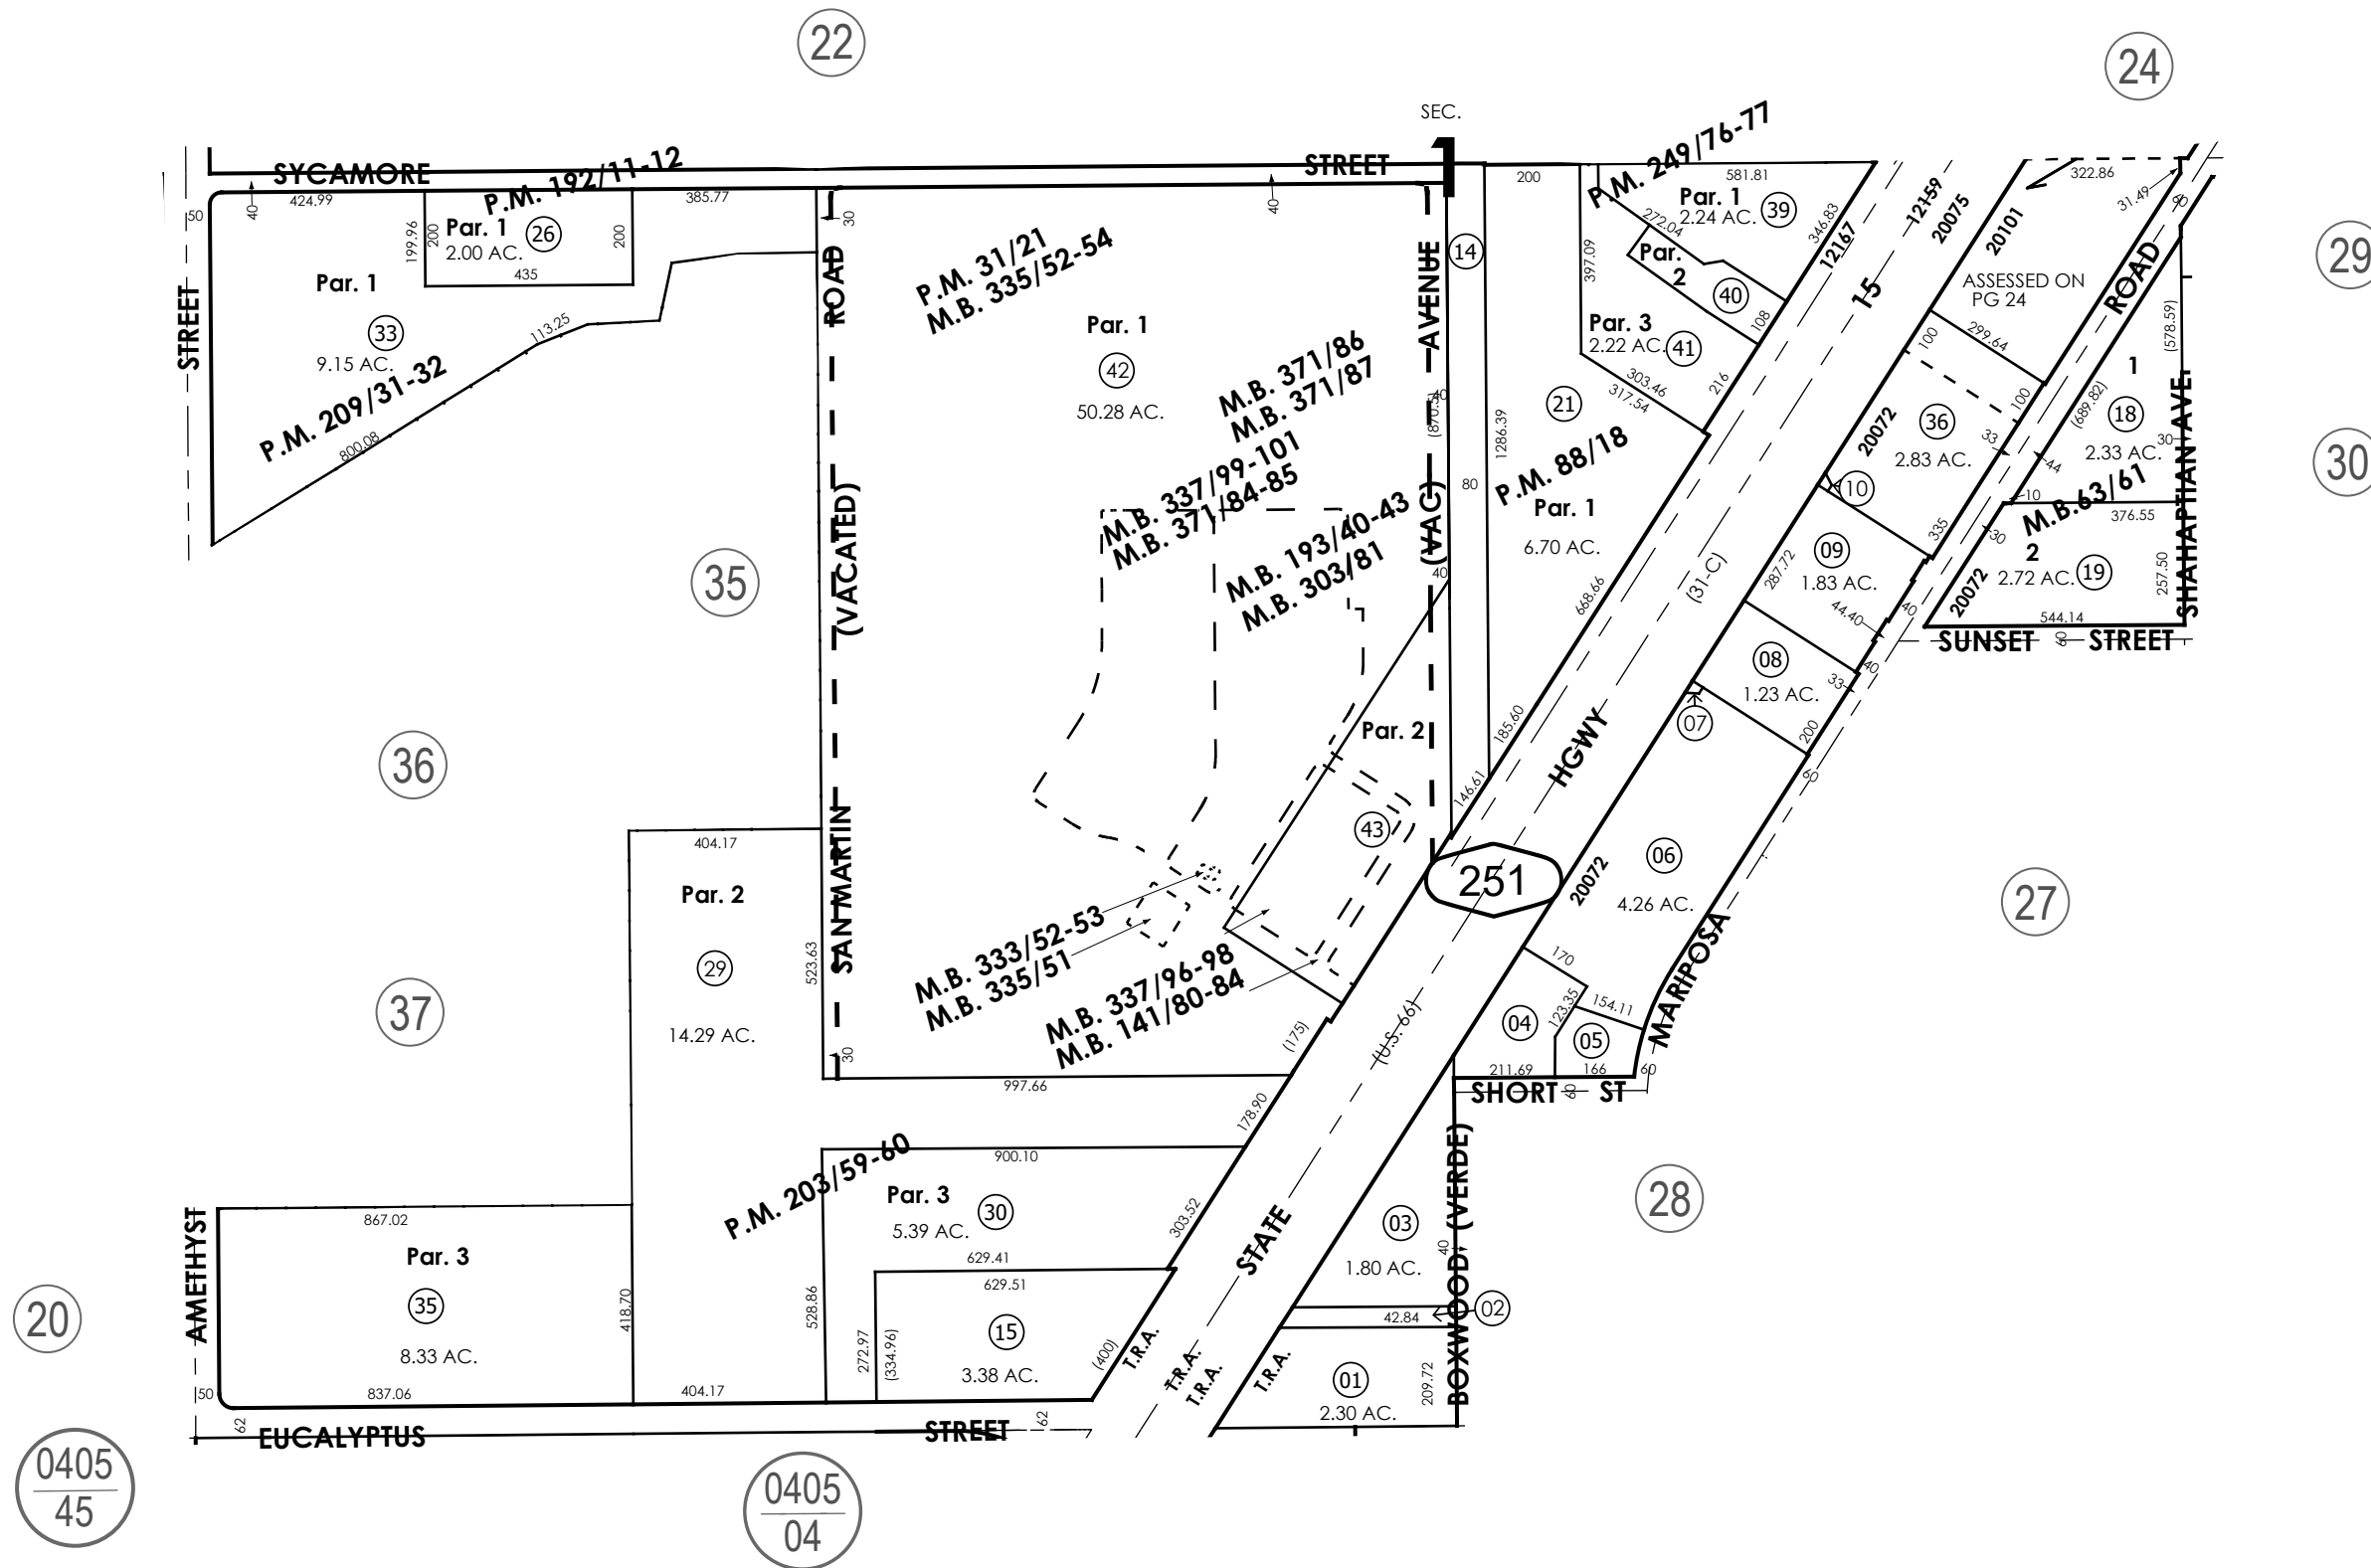 22
24
SEC.
1
SYCAMORE
STREET
P.M. 192/11-12
P.M. 249/76-77
424.99
385.77
200
581.81
322.86
31.49
90
50
40
40
30
Par. 1
26
2.00 AC.
199.96
200
200
435
Par. 1
2.24 AC.
39
272.04
346.83
12167
12159
20075
20101
29
STREET
Par. 1
33
9.15 AC.
113.25
P.M. 209/31-32
800.08
ROAD
P.M. 31/21
M.B. 335/52-54
Par. 1
42
50.28 AC.
AVENUE
14
397.09
Par.
2
40
108
15
ASSESSED ON
PG 24
ROAD
(578.59)
Par. 3
2.22 AC.
41
303.46
317.54
216
100
299.64
100
M.B. 371/86
M.B. 371/87
40
21
1286.39
20072
36
2.83 AC.
33
(689.82)
1
18
2.33 AC.
30
44
SHAHAPTIAN AVE.
30
M.B. 337/99-101
M.B. 371/84-85
80
P.M. 88/18
Par. 1
6.70 AC.
10
335
10
M.B.63/61
376.55
30
2
2.72 AC.
19
257.50
(VACATED)
M.B. 193/40-43
M.B. 303/81
(VAC)
40
35
668.66
(31-C)
287.72
09
1.83 AC.
44.40
40
20072
544.14
SUNSET
60
STREET
08
1.23 AC.
40
33
200
07
60
Par. 2
185.60
HGWY
36
146.61
SAN MARTIN
404.17
43
251
20072
06
4.26 AC.
27
Par. 2
29
14.29 AC.
523.63
M.B. 333/52-53
M.B. 335/51
M.B. 337/96-98
M.B. 141/80-84
MARIPOSA
37
170
04
123.35
154.11
05
(175)
(U.S. 66)
30
997.66
211.69
166
60
SHORT
60
ST
178.90
P.M. 203/59-60
900.10
BOXWOOD (VERDE)
28
Par. 3
30
5.39 AC.
303.52
STATE
03
1.80 AC.
40
867.02
AMETHYST
Par. 3
35
8.33 AC.
418.70
528.86
629.41
629.51
15
3.38 AC.
272.97
(334.96)
(400)
T.R.A.
T.R.A.
T.R.A.
T.R.A.
42.84
02
20
01
2.30 AC.
209.72
50
837.06
404.17
62
62
EUCALYPTUS
STREET
0405
45
0405
04